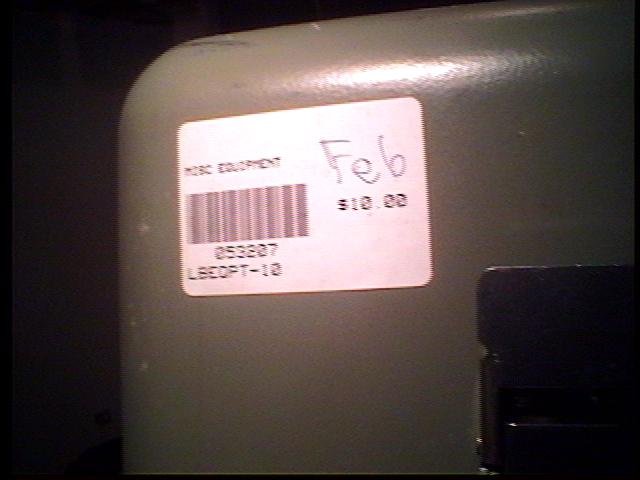 MISC EQUIPMENT
Feb
$10.00
053207
LBEQPT-10